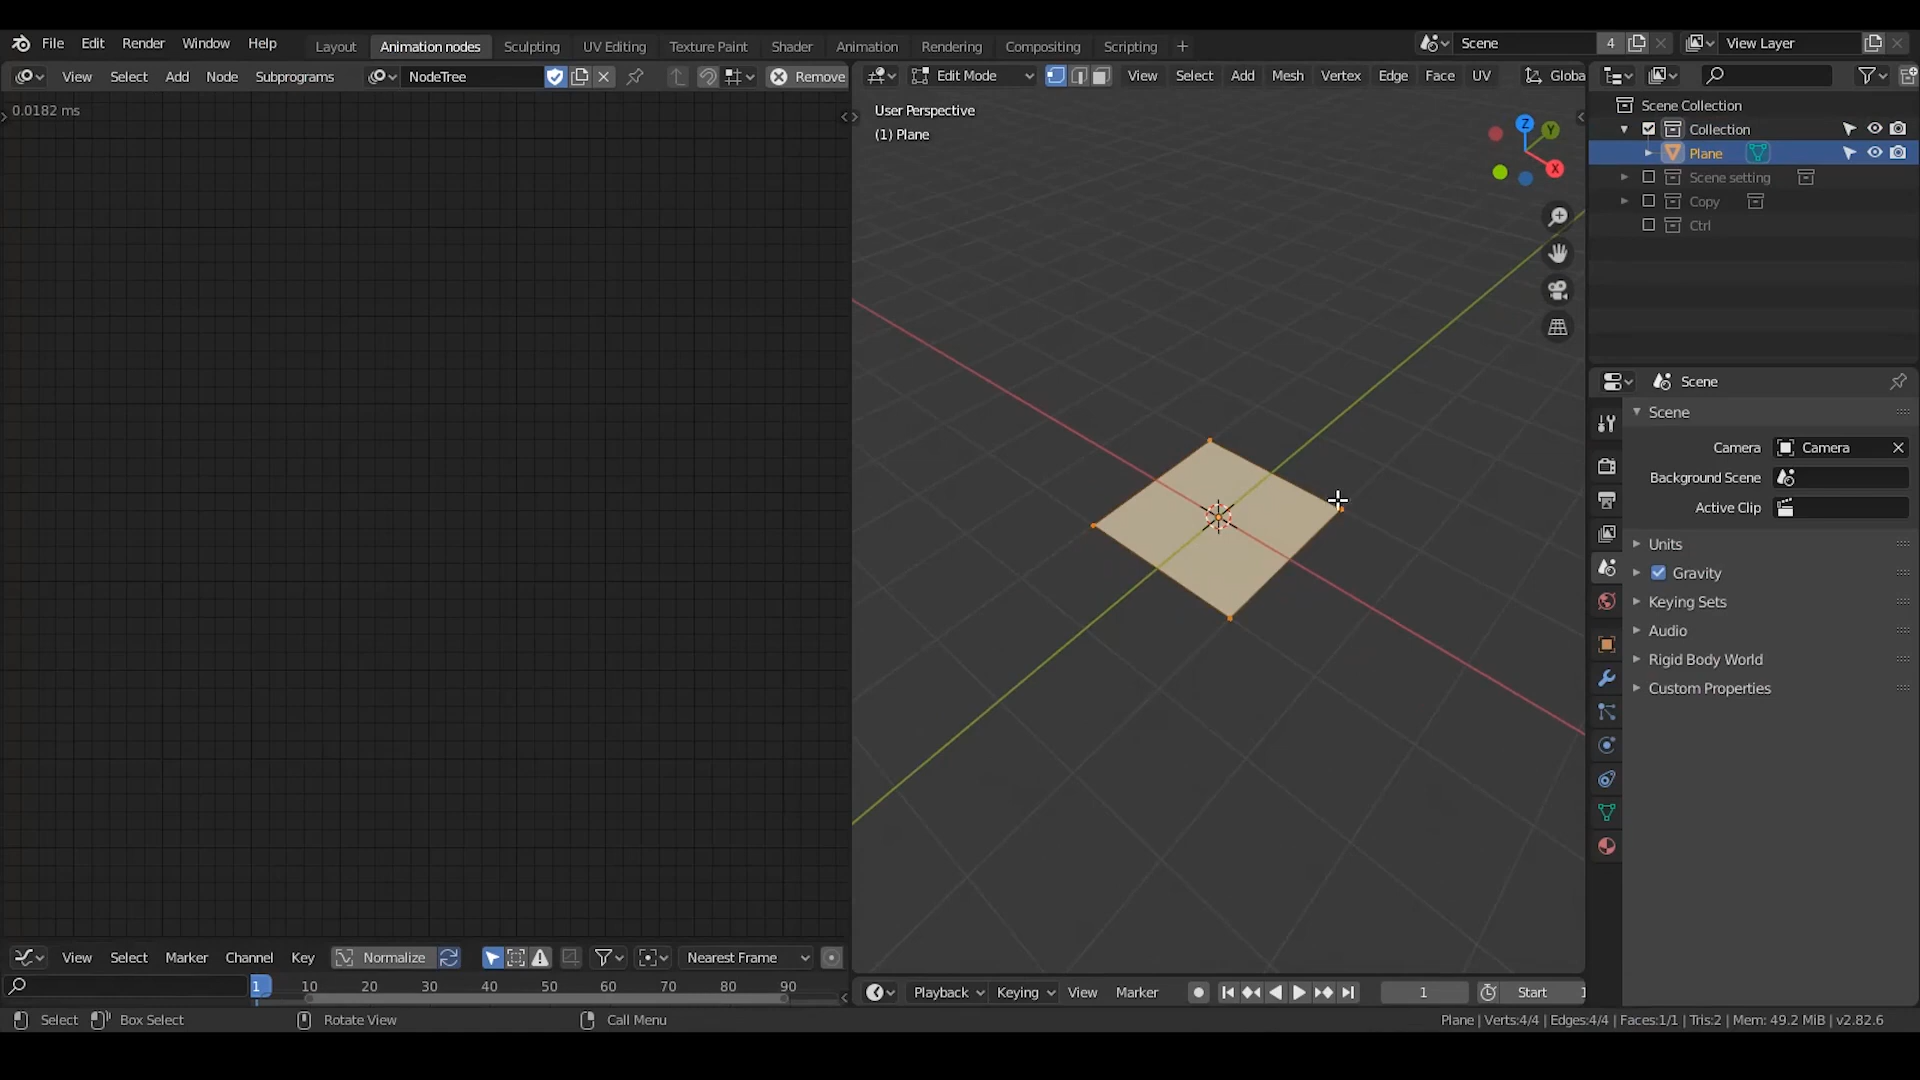 File Edit Render Window Help Layout Animation nodes Sculpting UV Editing Texture Paint Shader Animation Rendering Compositing Scripting + Scene 4 View Layer
View Select Add Node Subprograms NodeTree Remove Edit Mode View Select Add Mesh Vertex Edge Face UV Globa
0.0182 ms
User Perspective
(1) Plane
Z
Y
X
Scene Collection
Collection
Plane
Scene setting
Copy
Ctrl
Scene
Scene
Camera Camera
Background Scene
Active Clip
Units
Gravity
Keying Sets
Audio
Rigid Body World
Custom Properties
View Select Marker Channel Key Normalize Nearest Frame
1 10 20 30 40 50 60 70 80 90
Playback Keying View Marker 1 Start 1
Select Box Select Rotate View Call Menu
Plane | Verts:4/4 | Edges:4/4 | Faces:1/1 | Tris:2 | Mem: 49.2 MiB | v2.82.6